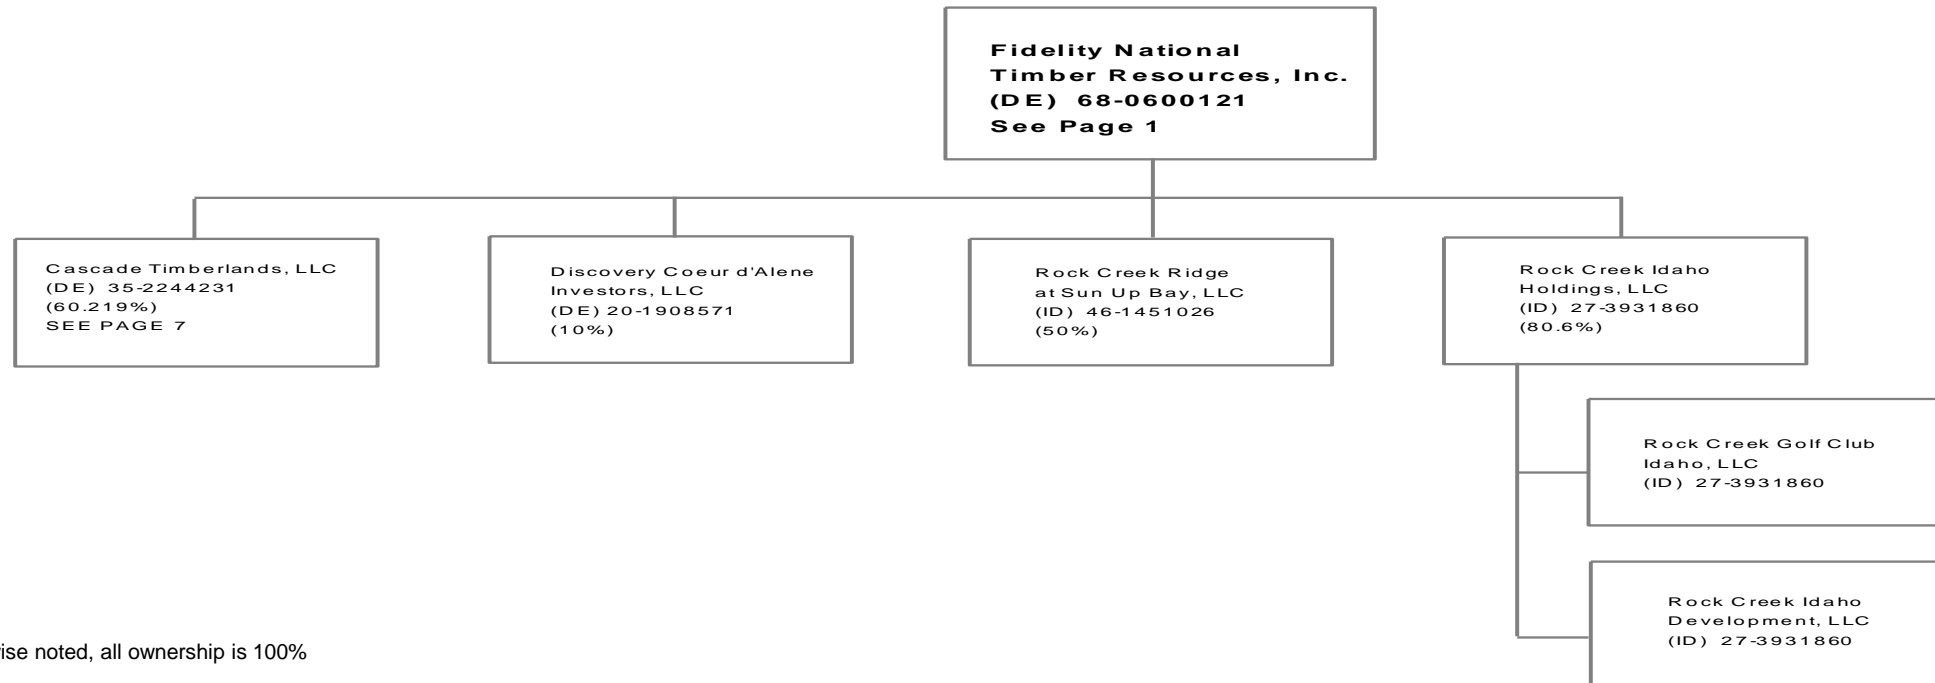 Fidelity National
Timber Resources, Inc.
(DE) 68-0600121
See Page 1
Cascade Timberlands, LLC
(DE) 35-2244231
(60.219%)
SEE PAGE 7
Discovery Coeur d'Alene
Investors, LLC
(DE) 20-1908571
(10%)
Rock Creek Ridge
at Sun Up Bay, LLC
(ID) 46-1451026
(50%)
Rock Creek Idaho
Holdings, LLC
(ID) 27-3931860
(80.6%)
Rock Creek Golf Club
Idaho, LLC
(ID) 27-3931860
Rock Creek Idaho
Development, LLC
(ID) 27-3931860
noted, all ownership is 100%